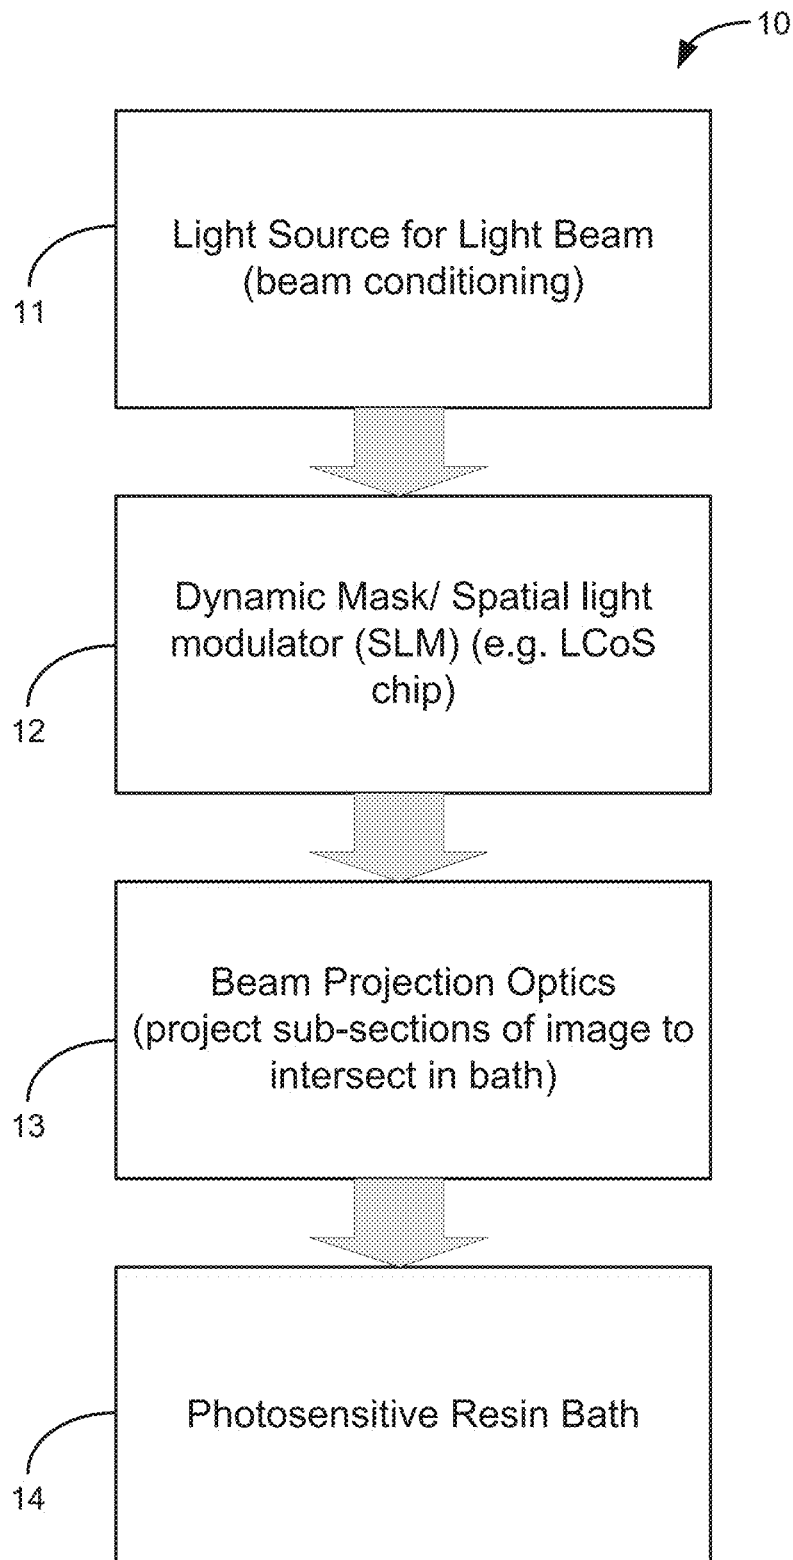 10
Light Source for Light Beam
(beam conditioning)
11
Dynamic Mask/ Spatial light
modulator (SLM) (e.g. LCoS
chip)
12
Beam Projection Optics
(project sub-sections of image to
intersect in bath)
13
Photosensitive Resin Bath
14